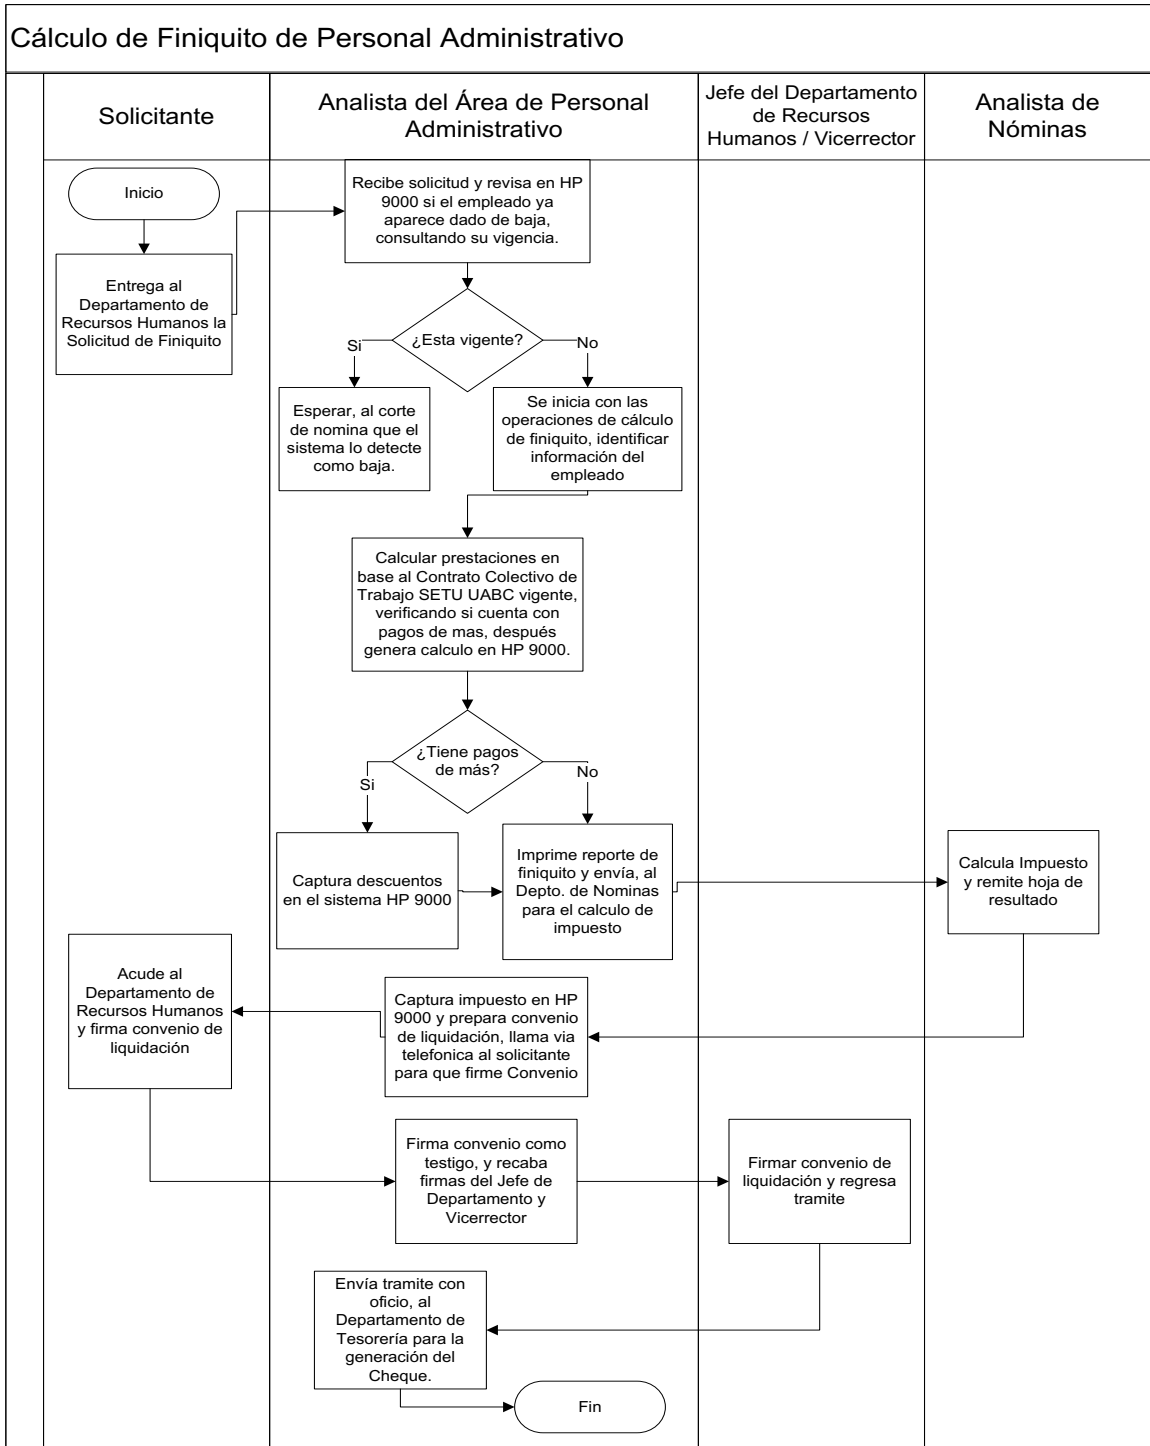 Cálculo de Finiquito de Personal Administrativo
Solicitante
Analista del Área de Personal
Administrativo
Jefe del Departamento
de Recursos
Humanos / Vicerrector
Analista de
Nóminas
Inicio
Entrega al
Departamento de
Recursos Humanos la
Solicitud de Finiquito
Recibe solicitud y revisa en HP
9000 si el empleado ya
aparece dado de baja,
consultando su vigencia.
¿Esta vigente?
Si
No
Esperar, al corte
de nomina que el
sistema lo detecte
como baja.
Se inicia con las
operaciones de cálculo
de finiquito, identificar
información del
empleado
Calcular prestaciones en
base al Contrato Colectivo de
Trabajo SETU UABC vigente,
verificando si cuenta con
pagos de mas, después
genera calculo en HP 9000.
¿Tiene pagos
de más?
Si
No
Captura descuentos
en el sistema HP 9000
Imprime reporte de
finiquito y envía, al
Depto. de Nominas
para el calculo de
impuesto
Calcula Impuesto
y remite hoja de
resultado
Captura impuesto en HP
9000 y prepara convenio
de liquidación, llama via
telefonica al solicitante
para que firme Convenio
Acude al
Departamento de
Recursos Humanos
y firma convenio de
liquidación
Firma convenio como
testigo, y recaba
firmas del Jefe de
Departamento y
Vicerrector
Firmar convenio de
liquidación y regresa
tramite
Envía tramite con
oficio, al
Departamento de
Tesorería para la
generación del
Cheque.
Fin